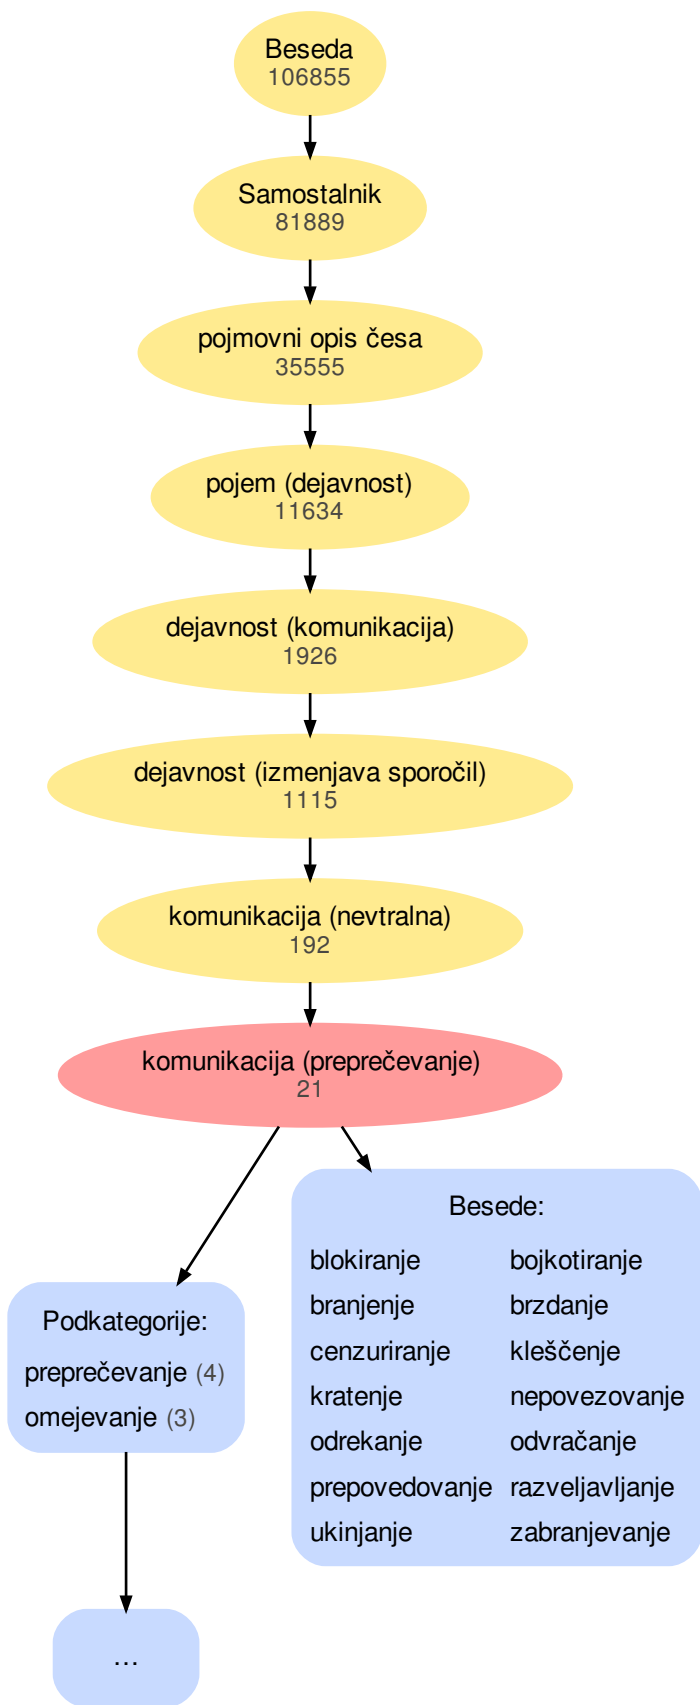 Beseda
106855
Samostalnik
81889
pojmovni opis česa
35555
pojem (dejavnost)
11634
dejavnost (komunikacija)
1926
dejavnost (izmenjava sporočil)
1115
komunikacija (nevtralna)
192
komunikacija (preprečevanje)
21
Besede:
blokiranje bojkotiranje
branjenje brzdanje
cenzuriranje kleščenje
kratenje nepovezovanje
odrekanje odvračanje
prepovedovanje razveljavljanje
ukinjanje zabranjevanje
Podkategorije:
preprečevanje (4)
omejevanje (3)
...